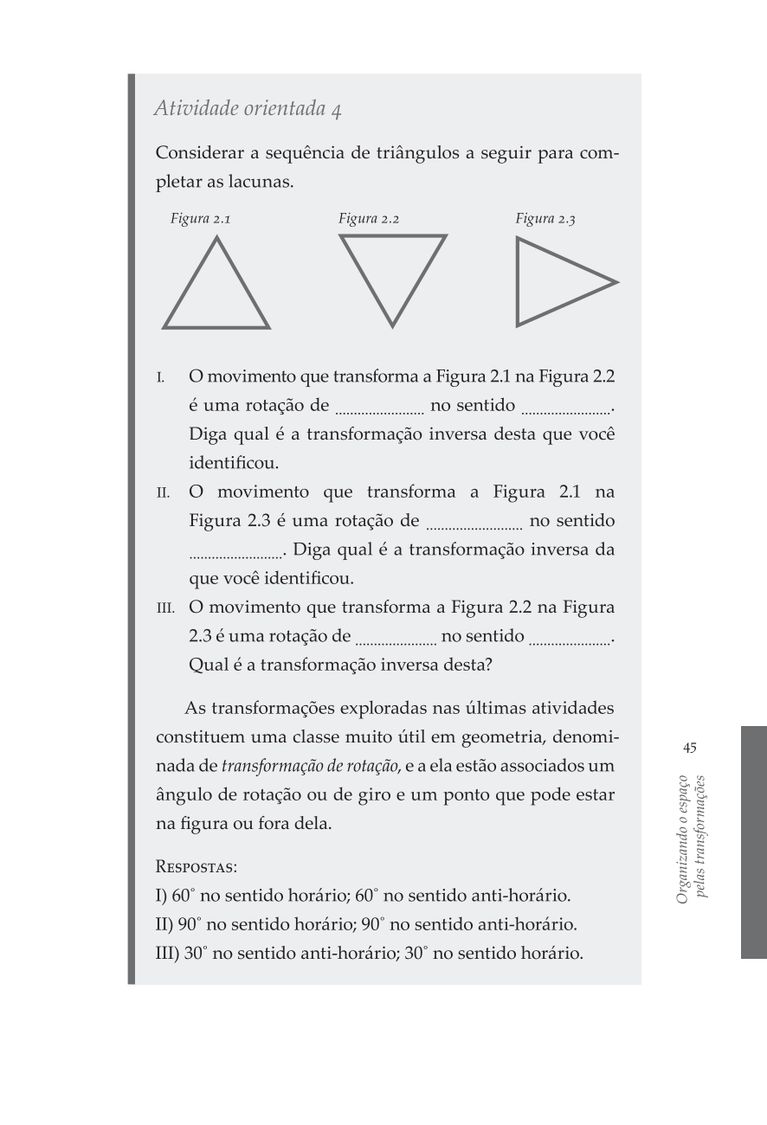 Atividade orientada 4
Considerar a sequência de triângulos a seguir para com-
pletar as lacunas.
Figura 2.1 Figura 2.2 Figura 2.3
I. O movimento que transforma a Figura 2.1 na Figura 2.2
é uma rotação de ........................ no sentido .........................
Diga qual é a transformação inversa desta que você
identificou.
II. O movimento que transforma a Figura 2.1 na
Figura 2.3 é uma rotação de .......................... no sentido
.......................... Diga qual é a transformação inversa da
que você identificou.
III. O movimento que transforma a Figura 2.2 na Figura
2.3 é uma rotação de ...................... no sentido .......................
Qual é a transformação inversa desta?
As transformações exploradas nas últimas atividades
constituem uma classe muito útil em geometria, denomi-
nada de transformação de rotação, e a ela estão associados um
ângulo de rotação ou de giro e um ponto que pode estar
na figura ou fora dela.
Respostas:
I) 60° no sentido horário; 60° no sentido anti-horário.
II) 90° no sentido horário; 90° no sentido anti-horário.
III) 30° no sentido anti-horário; 30° no sentido horário.
45
Organizando o espaço
pelas transformações